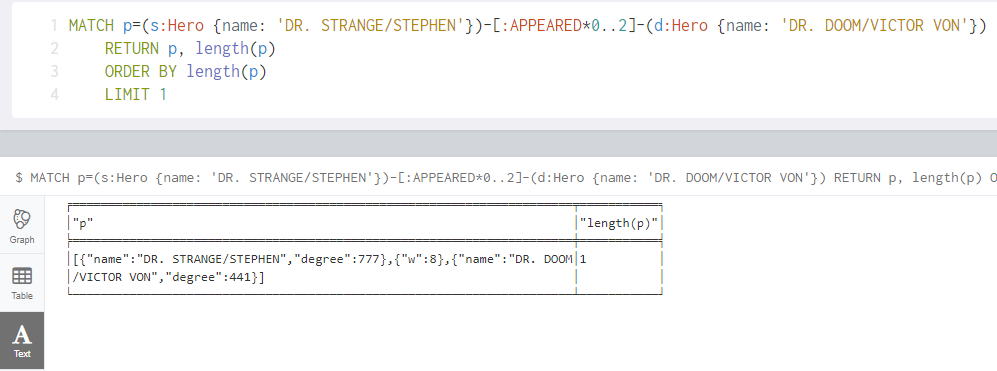 1 MATCH p=(s:Hero {name: 'DR. STRANGE/STEPHEN'})-[:APPEARED*0..2]-(d:Hero {name: 'DR. DOOM/VICTOR VON'})
2 RETURN p, length(p)
3 ORDER BY length(p)
4 LIMIT 1
$ MATCH p=(s:Hero {name: 'DR. STRANGE/STEPHEN'})-[:APPEARED*0..2]-(d:Hero {name: 'DR. DOOM/VICTOR VON'}) RETURN p, length(p) O
Graph
Table
Text
"p" "length(p)"
[{"name":"DR. STRANGE/STEPHEN","degree":777},{"w":8},{"name":"DR. DOOM 1
/VICTOR VON","degree":441}]